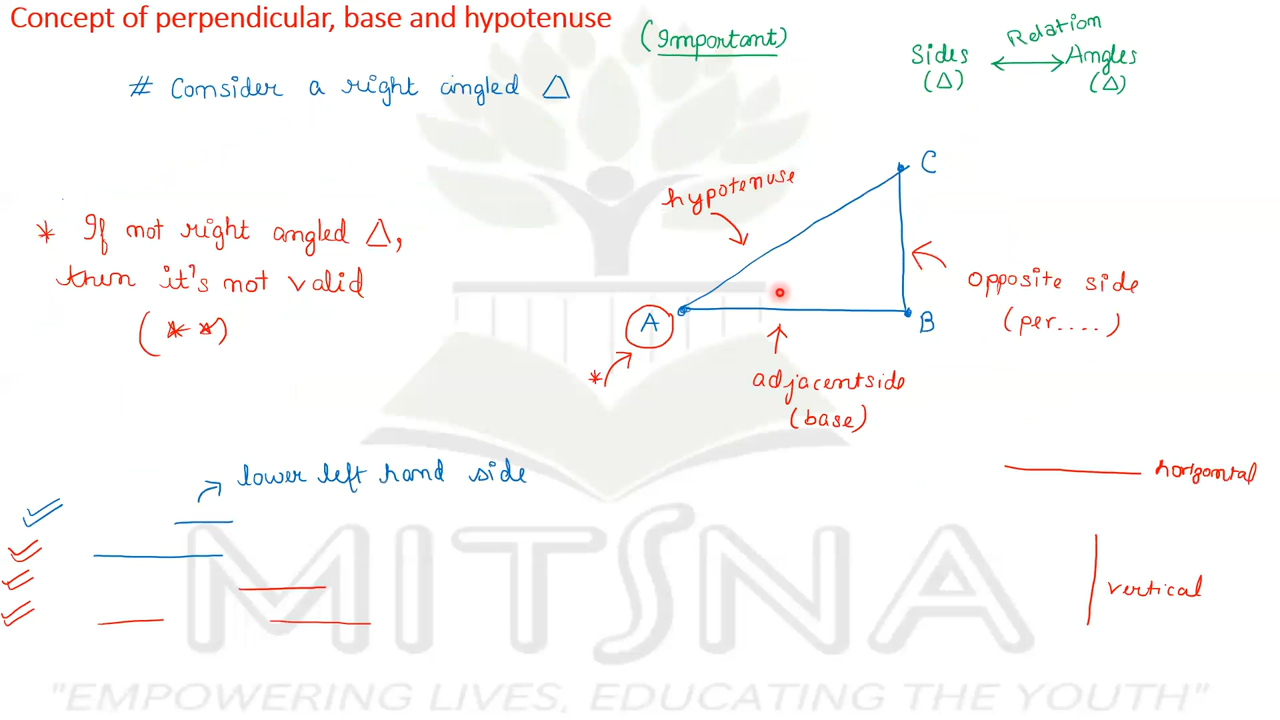 Concept of perpendicular, base and hypotenuse
(Important)
Relation
Sides
Angles
(Δ)
(Δ)
# Consider a right angled Δ
C
hypotenuse
* If not right angled Δ,
then it's not valid
(* *)
opposite side
(per....)
A
B
*
adjacent side
(base)
lower left hand side
horizontal
vertical
MITSNA
"EMPOWERING LIVES, EDUCATING THE YOUTH"